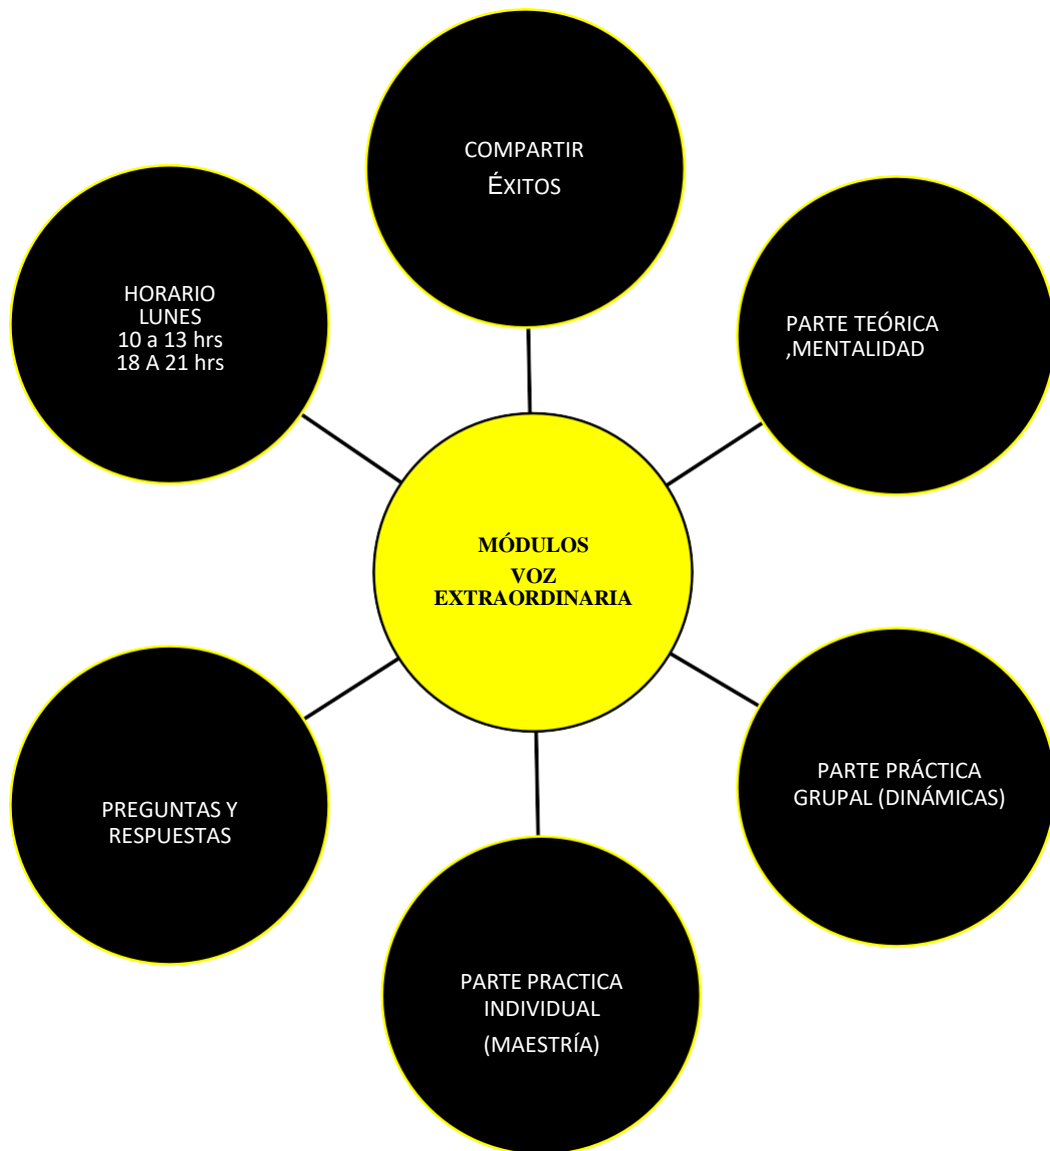 COMPARTIR
ÉXITOS
HORARIO
LUNES
10 a 13 hrs
18 A 21 hrs
PARTE TEÓRICA
,MENTALIDAD
MÓDULOS
VOZ
EXTRAORDINARIA
PREGUNTAS Y
RESPUESTAS
PARTE PRÁCTICA
GRUPAL (DINÁMICAS)
PARTE PRACTICA
INDIVIDUAL
(MAESTRÍA)